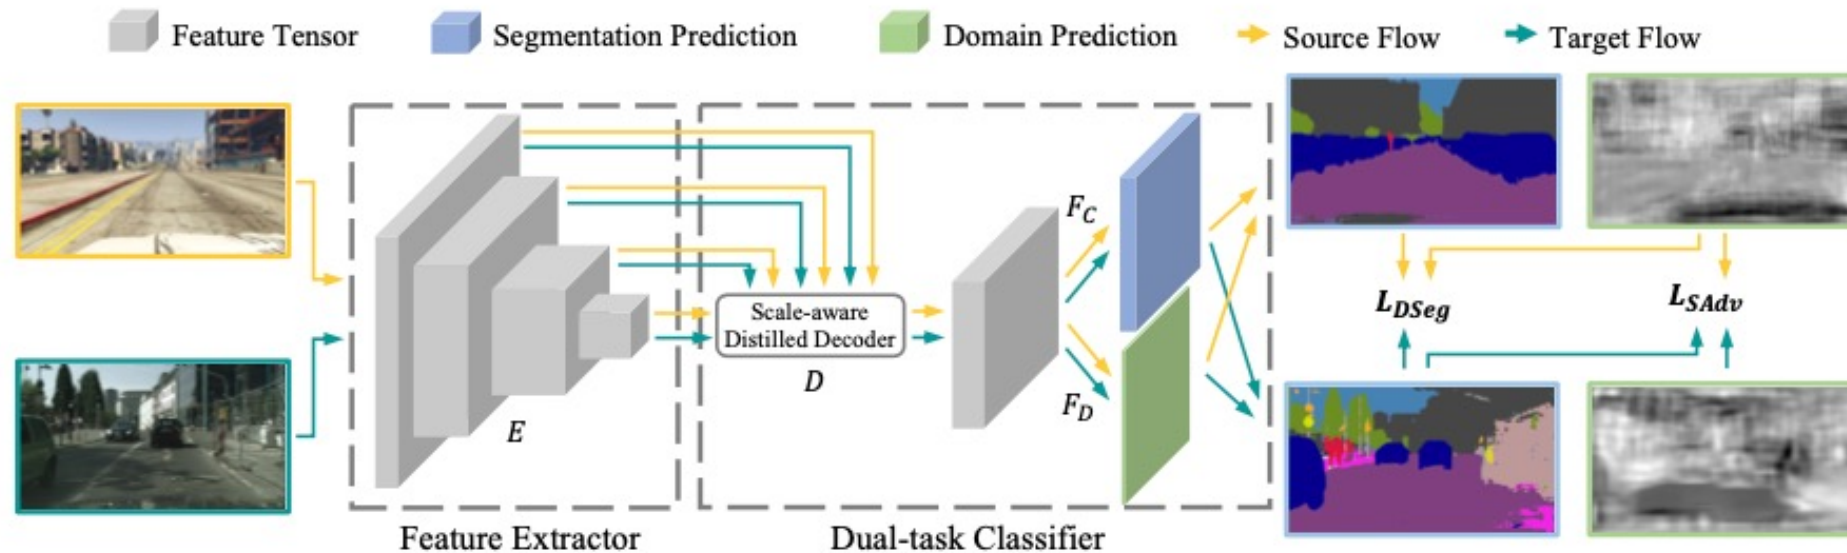 Feature Tensor
Segmentation Prediction
Domain Prediction
Source Flow
Target Flow
F_C
Scale-aware
Distilled Decoder
D
E
F_D
L_DSeg
L_SAdv
Feature Extractor
Dual-task Classifier